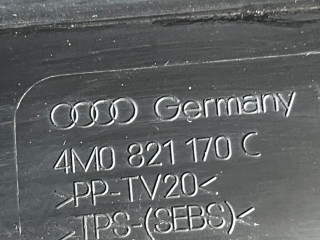 Germany
4M0 821 170 C
>PP-TV20<
>TPS-(SEBS)<